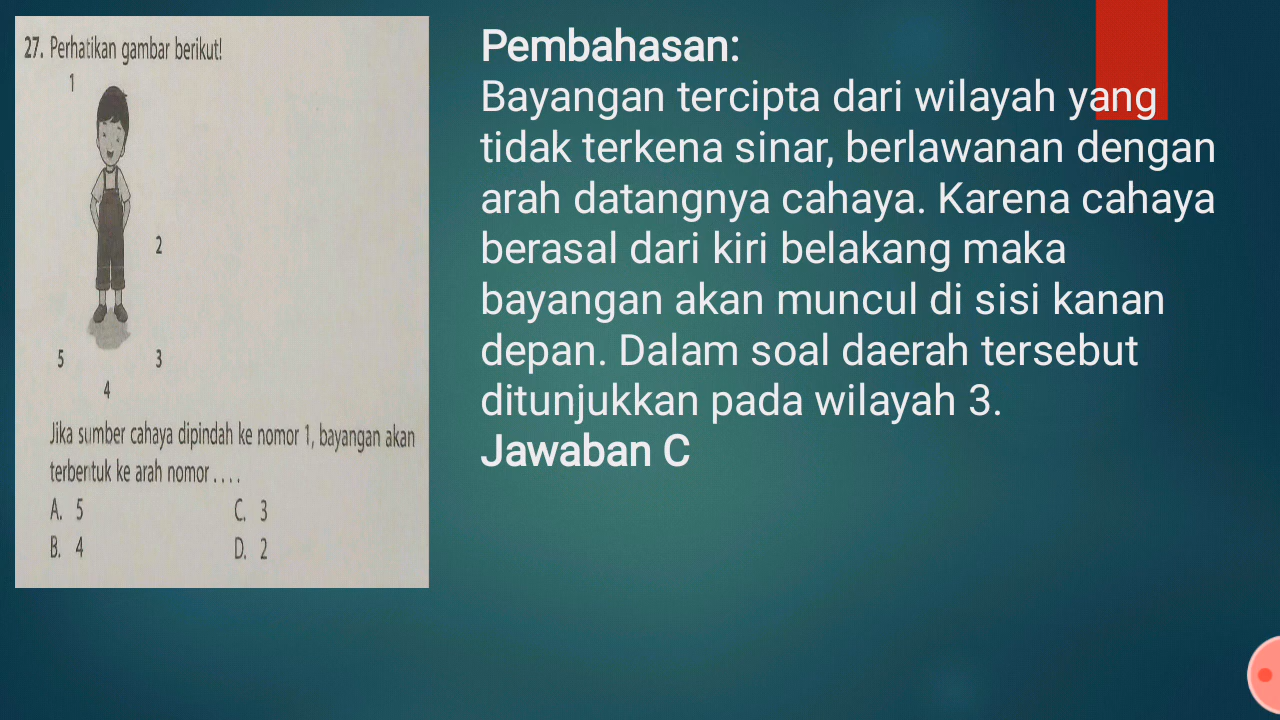 27. Perhatikan gambar berikut!
1
2
5
3
4
Jika sumber cahaya dipindah ke nomor 1, bayangan akan
terbentuk ke arah nomor . . . .
A. 5
C. 3
B. 4
D. 2
Pembahasan:
Bayangan tercipta dari wilayah yang
tidak terkena sinar, berlawanan dengan
arah datangnya cahaya. Karena cahaya
berasal dari kiri belakang maka
bayangan akan muncul di sisi kanan
depan. Dalam soal daerah tersebut
ditunjukkan pada wilayah 3.
Jawaban C